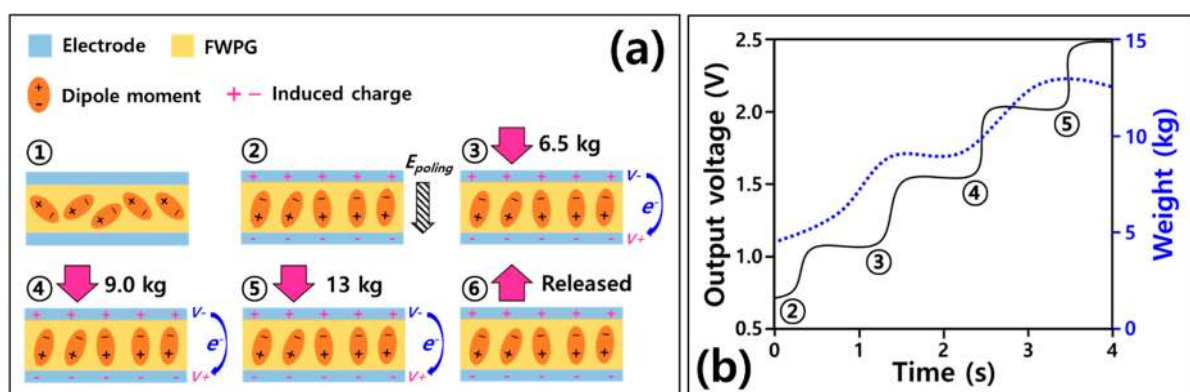 Electrode FWPG (a)
Dipole moment + − Induced charge
① ② E_poling ③ 6.5 kg
V-
e-
V+
④ 9.0 kg ⑤ 13 kg ⑥ Released
V- V-
e- e-
V+ V+
Output voltage (V)
2.5
2.0
1.5
1.0
0.5
② ③ ④ ⑤
0 1 2 3 4
Time (s)
(b)
15
10
5
0
Weight (kg)